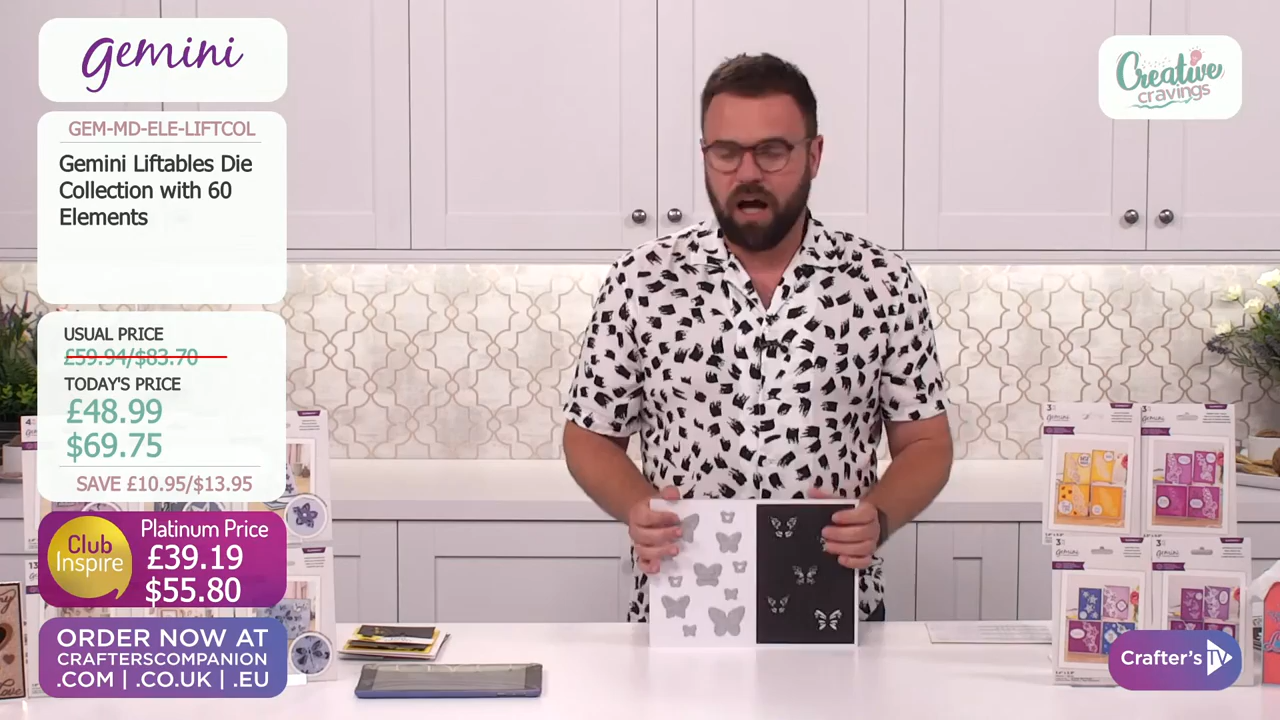 gemini
GEM-MD-ELE-LIFTCOL
Gemini Liftables Die
Collection with 60
Elements
USUAL PRICE
£59.94/$83.70
TODAY'S PRICE
£48.99
$69.75
SAVE £10.95/$13.95
Club
Inspire
Platinum Price
£39.19
$55.80
ORDER NOW AT
CRAFTERSCOMPANION
.COM | .CO.UK | .EU
Creative
cravings
Crafter's TV